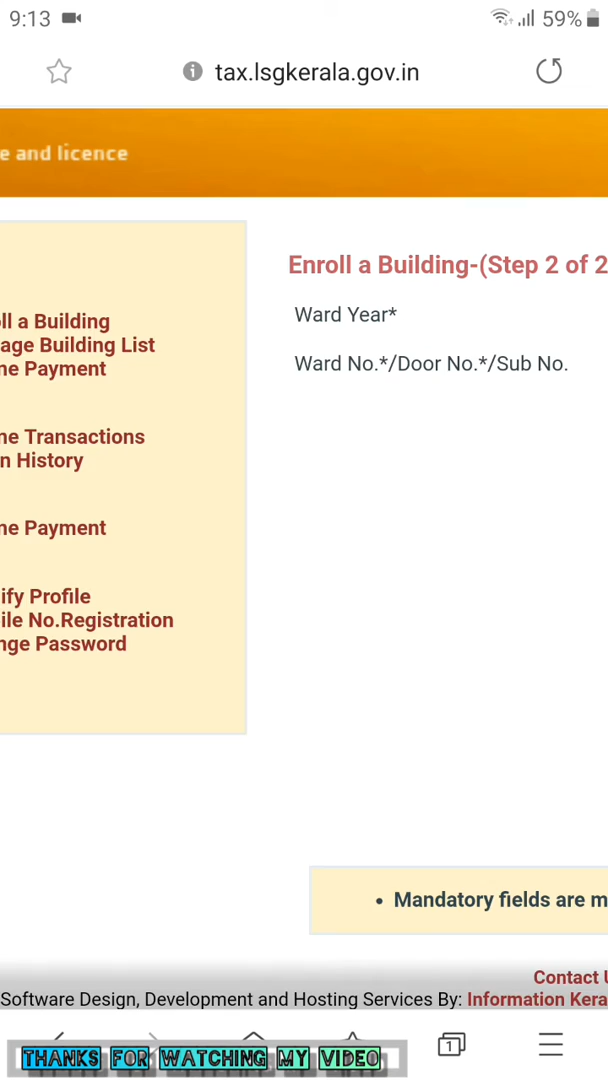 9:13
59%
tax.lsgkerala.gov.in
e and licence
Enroll a Building-(Step 2 of 2
Ward Year*
Ward No.*/Door No.*/Sub No.
ll a Building
age Building List
ne Payment
ne Transactions
n History
ne Payment
ify Profile
ile No.Registration
nge Password
• Mandatory fields are m
Contact U
Software Design, Development and Hosting Services By: Information Kera
1
THANKS FOR WATCHING MY VIDEO